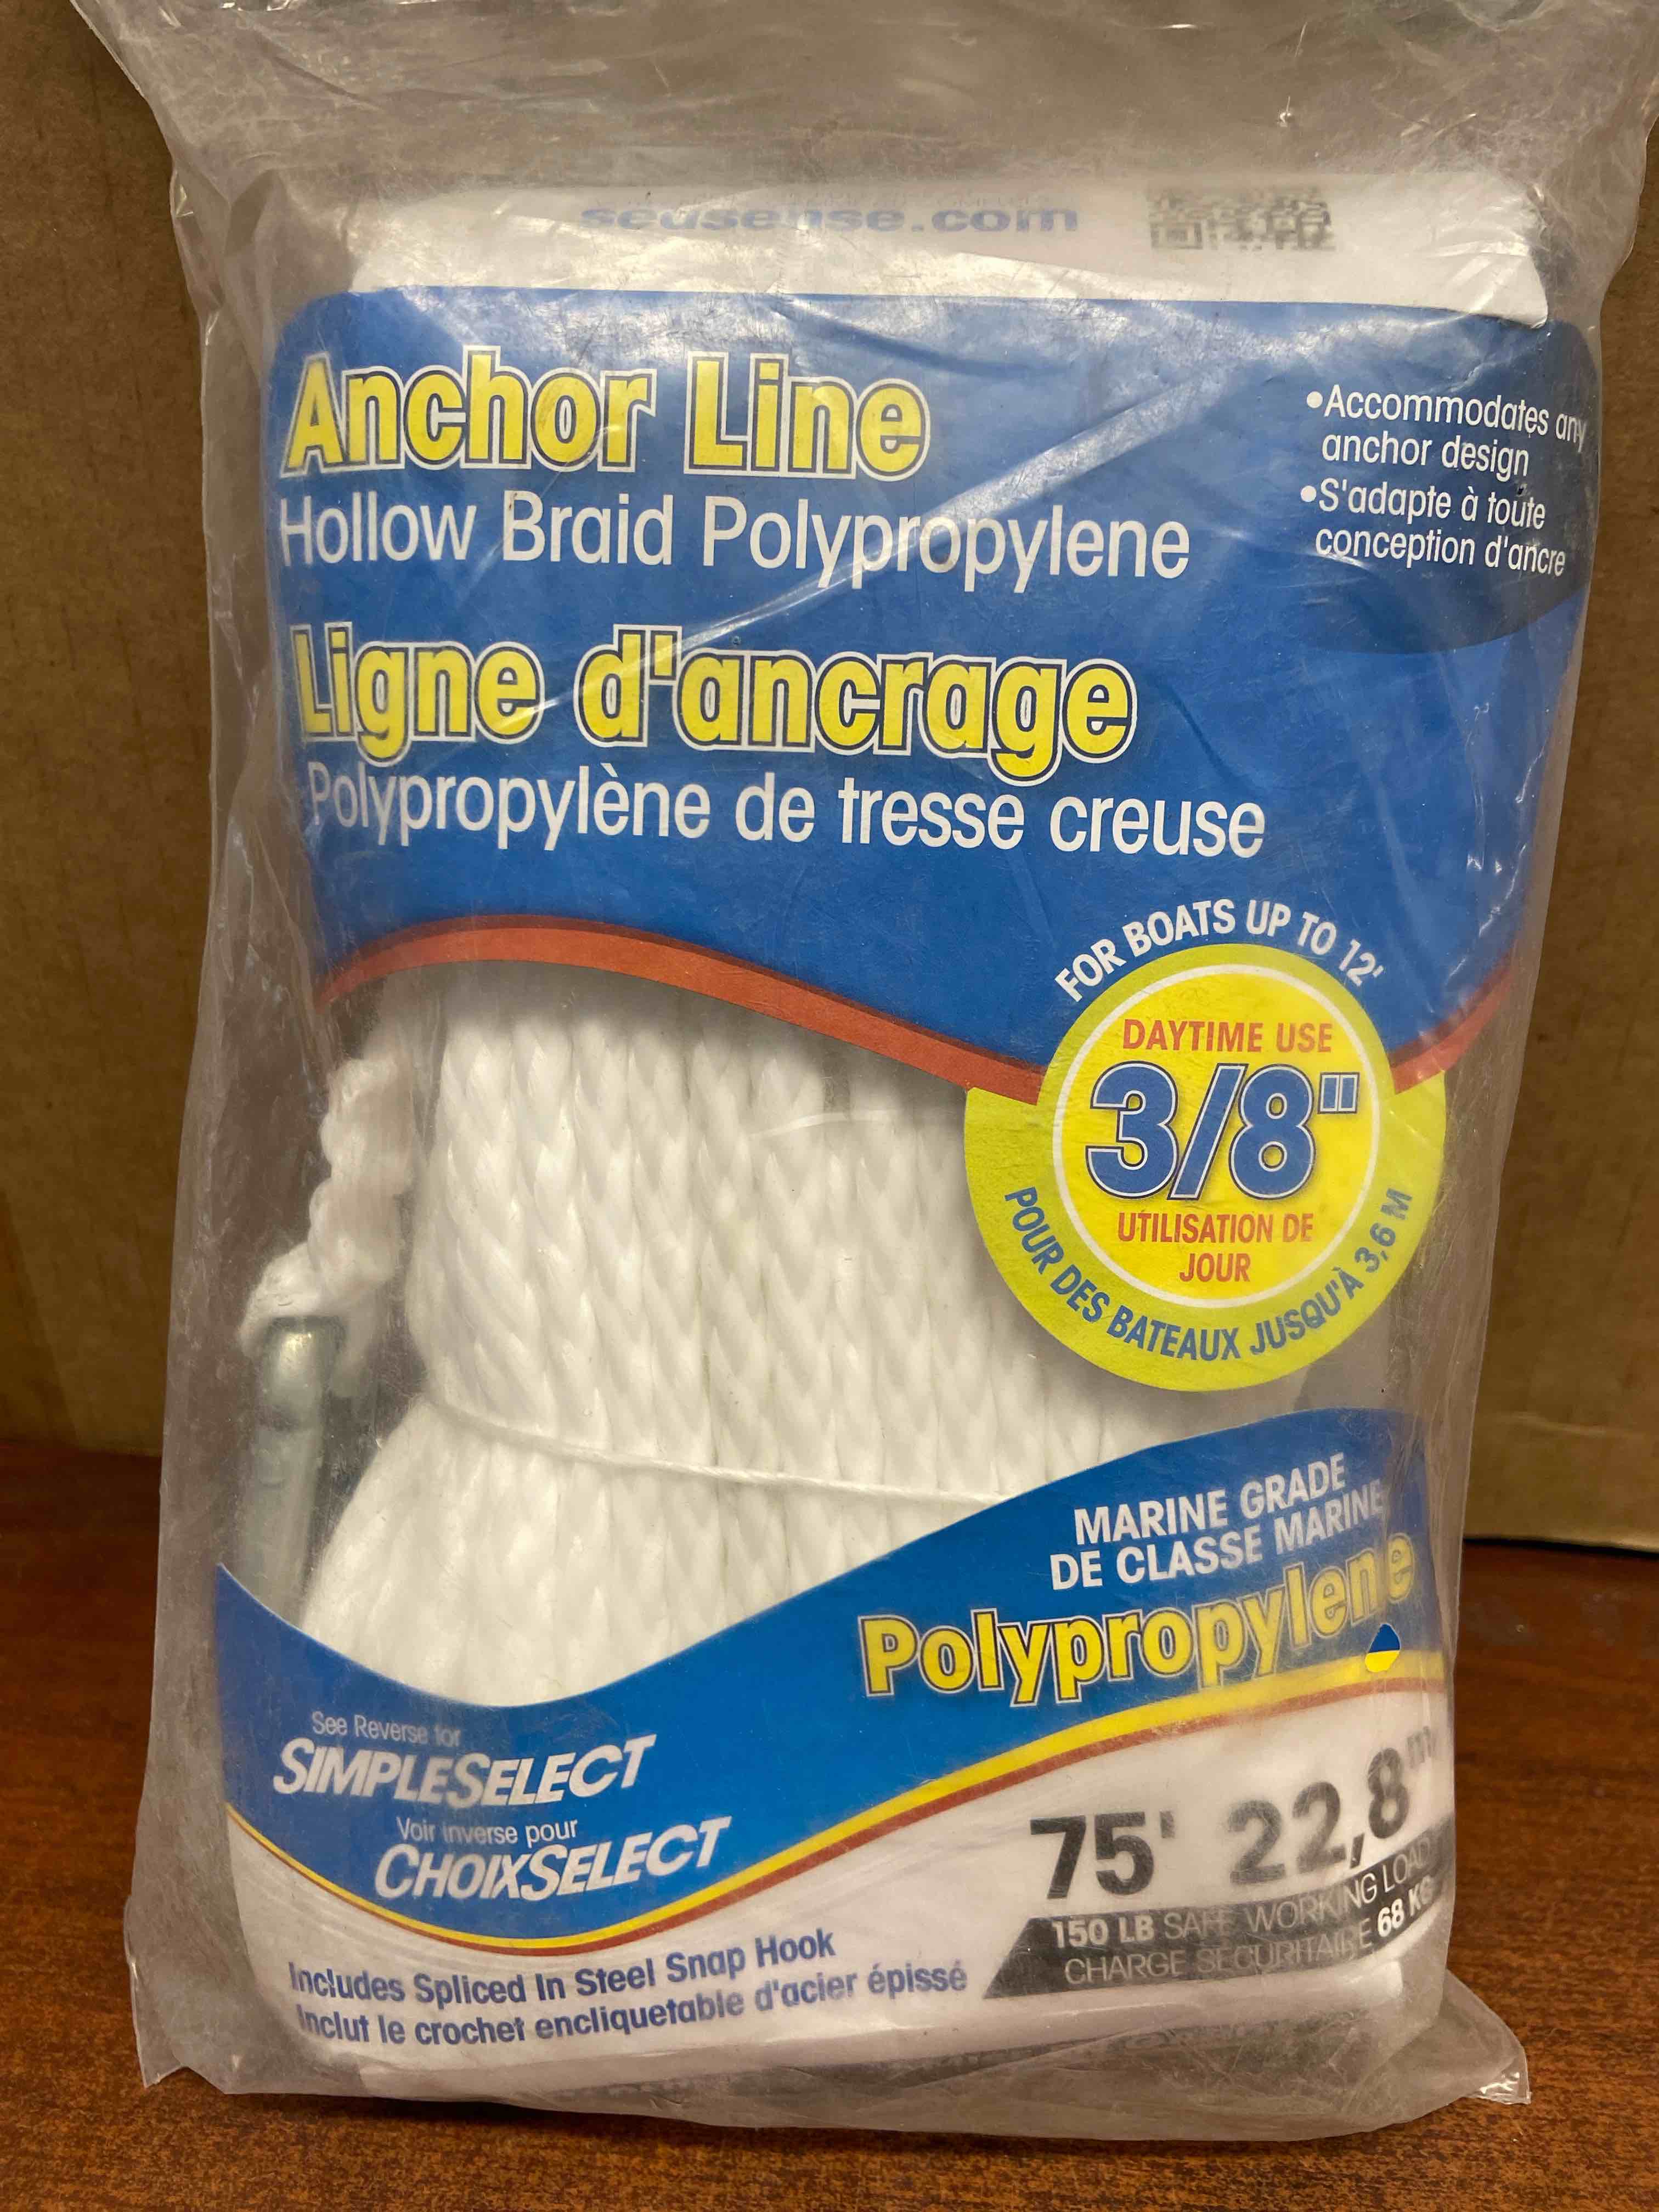 seasense.com
Anchor Line
Hollow Braid Polypropylene
•Accommodates any
anchor design
•S'adapte à toute
conception d'ancre
Ligne d'ancrage
Polypropylène de tresse creuse
FOR BOATS UP TO 12'
DAYTIME USE
3/8"
UTILISATION DE
JOUR
POUR DES BATEAUX JUSQU'À 3,6 M
MARINE GRADE
DE CLASSE MARINE
Polypropylene
See Reverse for
SIMPLESELECT
Voir inverse pour
CHOIXSELECT
75' 22,8m
150 LB SAFE WORKING LOAD
CHARGE SÉCURITAIRE 68 KG
Includes Spliced In Steel Snap Hook
Inclut le crochet encliquetable d'acier épissé